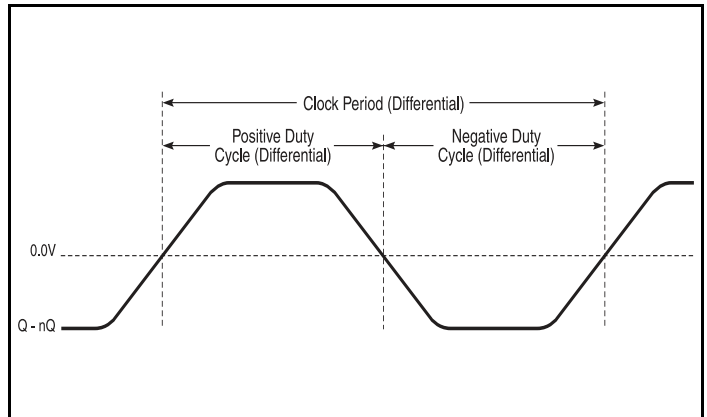 Clock Period (Differential)
Positive Duty
Cycle (Differential)
Negative Duty
Cycle (Differential)
0.0V
Q - nQ